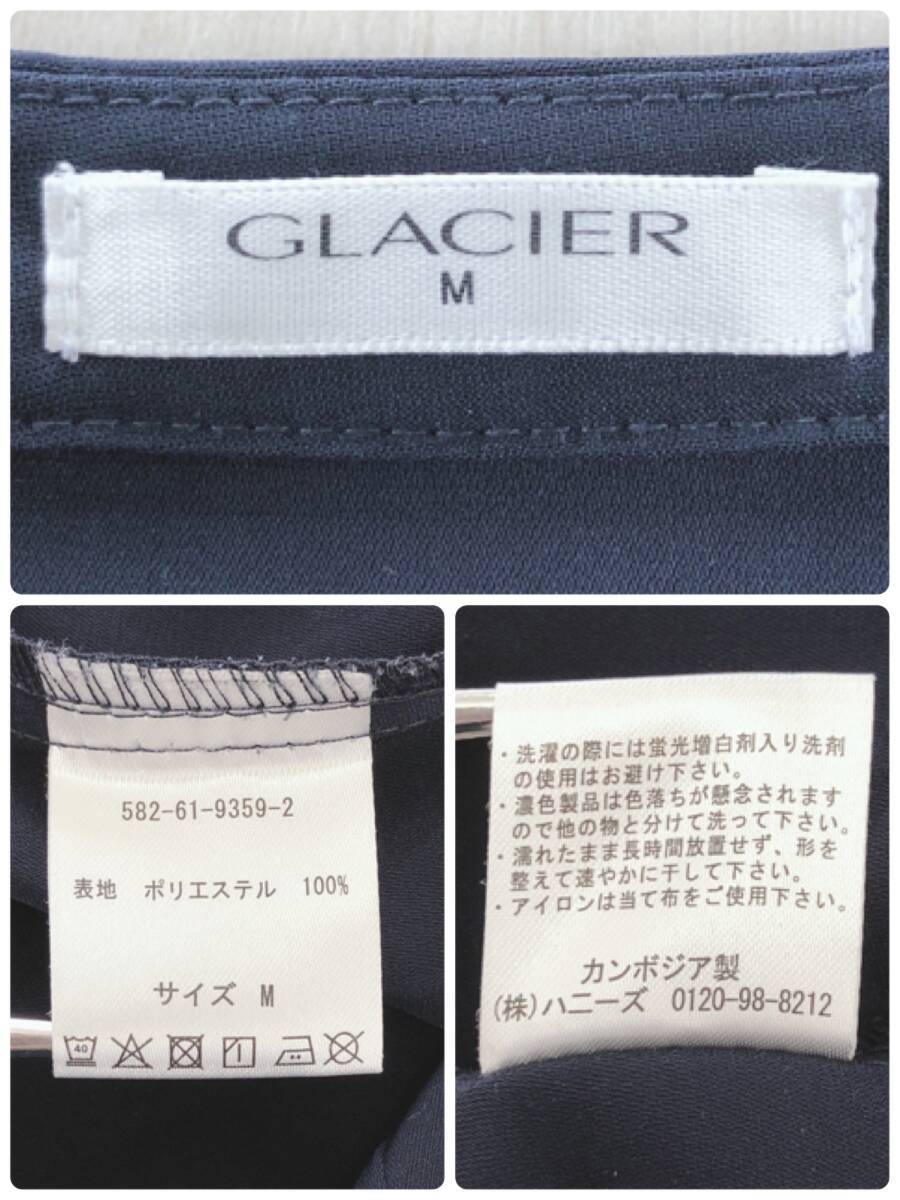 GLACIER
M
582-61-9359-2
表地 ポリエステル 100%
サイズ M
40
・洗濯の際には蛍光増白剤入り洗剤
の使用はお避け下さい。
・濃色製品は色落ちが懸念されます
ので他の物と分けて洗って下さい。
・濡れたまま長時間放置せず、形を
整えて速やかに干して下さい。
・アイロンは当て布をご使用下さい。
カンボジア製
(株)ハニーズ 0120-98-8212